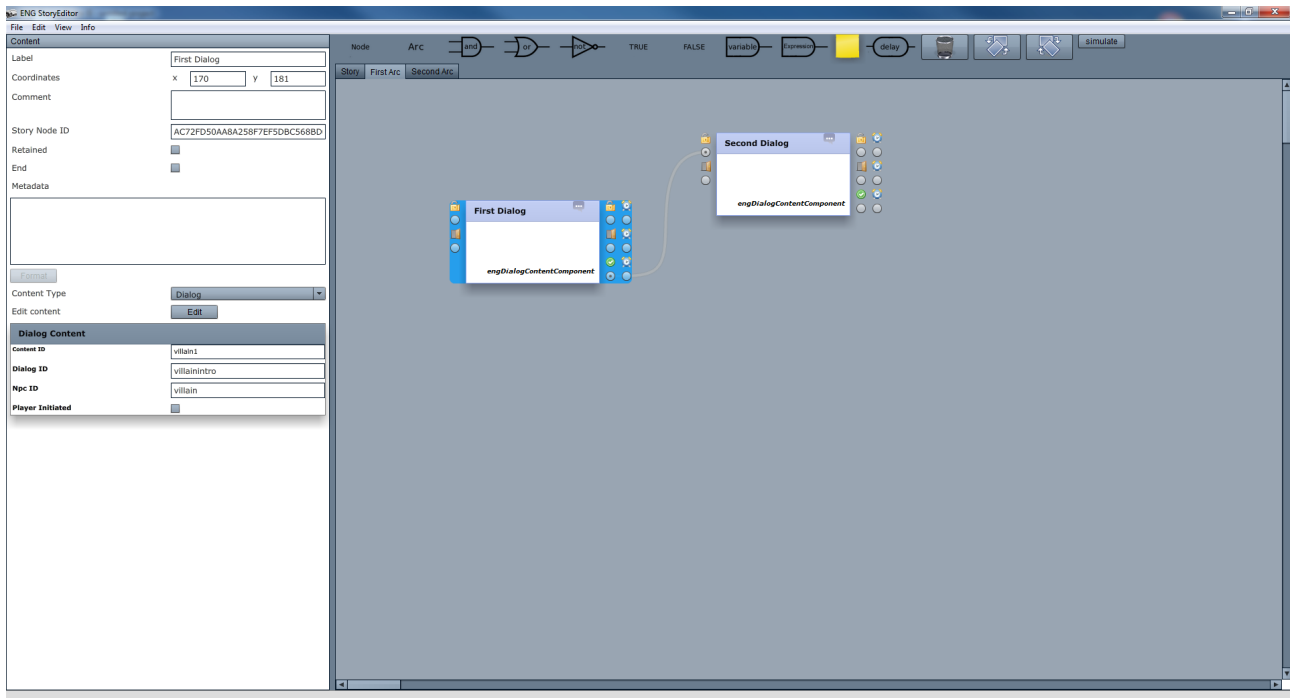 ENG StoryEditor
File Edit View Info
Content
Node Arc and or not TRUE FALSE variable Expression delay simulate
Story First Arc Second Arc
Label First Dialog
Coordinates x 170 y 181
Comment
Story Node ID AC72FD50AA8A258F7EF5DBC568BD
Retained
End
Metadata
Format
Content Type Dialog
Edit content Edit
Dialog Content
Content ID villain1
Dialog ID villainintro
Npc ID villain
Player Initiated
Second Dialog
engDialogContentComponent
First Dialog
engDialogContentComponent